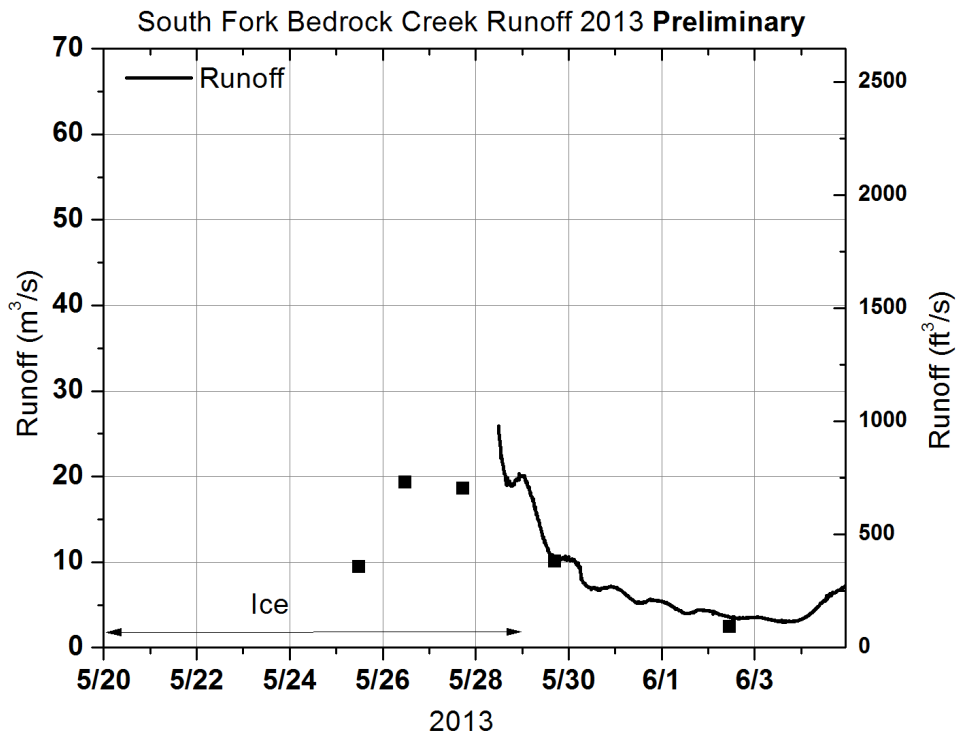 South Fork Bedrock Creek Runoff 2013 Preliminary
Runoff
70
60
50
40
30
20
10
0
Runoff (m³/s)
2500
2000
1500
1000
500
0
Runoff (ft³/s)
Ice
5/20 5/22 5/24 5/26 5/28 5/30 6/1 6/3
2013